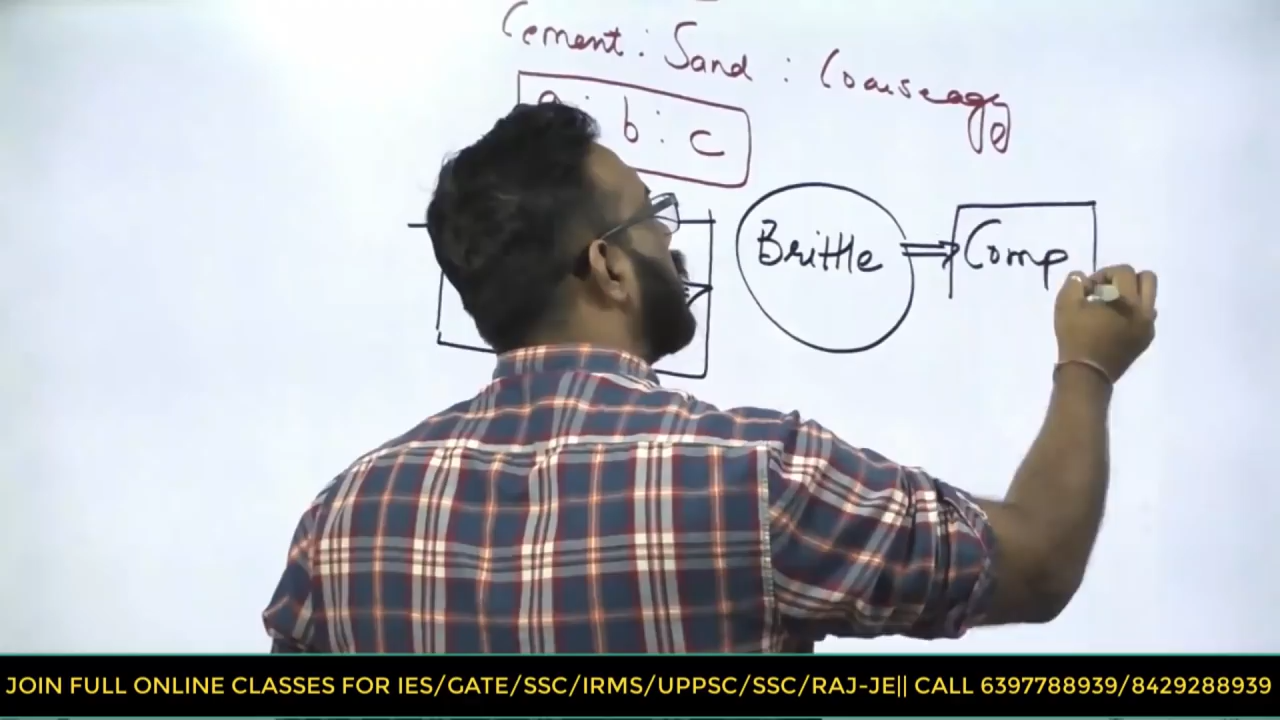 Cement : Sand : Coarse agg
a : b : c
Brittle ⇒ Comp
JOIN FULL ONLINE CLASSES FOR IES/GATE/SSC/IRMS/UPPSC/SSC/RAJ-JE|| CALL 6397788939/8429288939